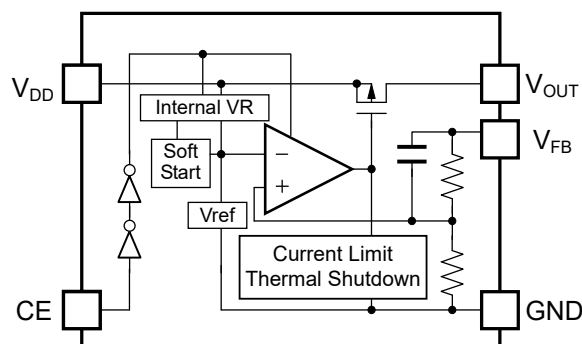 V_DD
Internal VR
V_OUT
V_FB
Soft
Start
−
+
Vref
Current Limit
Thermal Shutdown
CE
GND